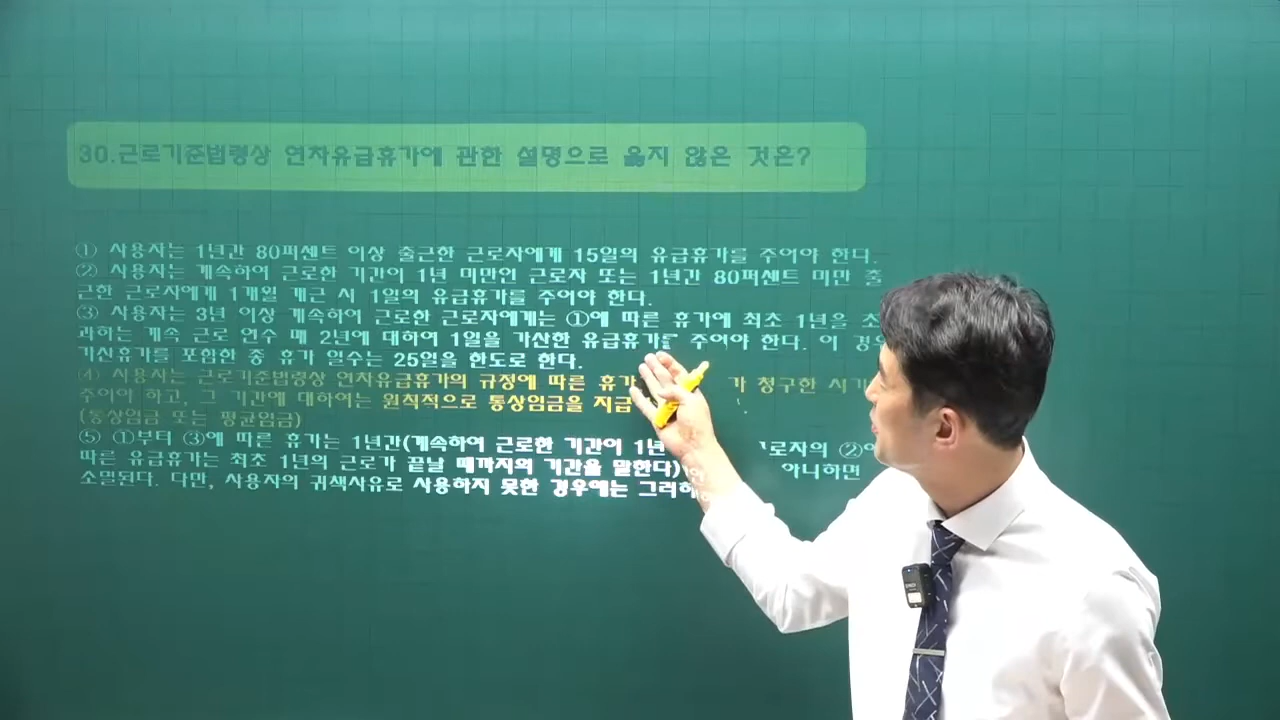 30.근로기준법령상 연차유급휴가에 관한 설명으로 옳지 않은 것은?
① 사용자는 1년간 80퍼센트 이상 출근한 근로자에게 15일의 유급휴가를 주어야 한다.
② 사용자는 계속하여 근로한 기간이 1년 미만인 근로자 또는 1년간 80퍼센트 미만 출
근한 근로자에게 1개월 개근 시 1일의 유급휴가를 주어야 한다.
③ 사용자는 3년 이상 계속하여 근로한 근로자에게는 ①에 따른 휴가에 최초 1년을 초
과하는 계속 근로 연수 매 2년에 대하여 1일을 가산한 유급휴가를 주어야 한다. 이 경우
가산휴가를 포함한 총 휴가 일수는 25일을 한도로 한다.
④ 사용자는 근로기준법령상 연차유급휴가의 규정에 따른 휴가 가 청구한 시기
주어야 하고, 그 기간에 대하여는 원칙적으로 통상임금을 지급
(통상임금 또는 평균임금)
⑤ ①부터 ③에 따른 휴가는 1년간(계속하여 근로한 기간이 1년 로자의 ②에
따른 유급휴가는 최초 1년의 근로가 끝날 때까지의 기간을 말한다) 아니하면
소멸된다. 다만, 사용자의 귀책사유로 사용하지 못한 경우에는 그러하